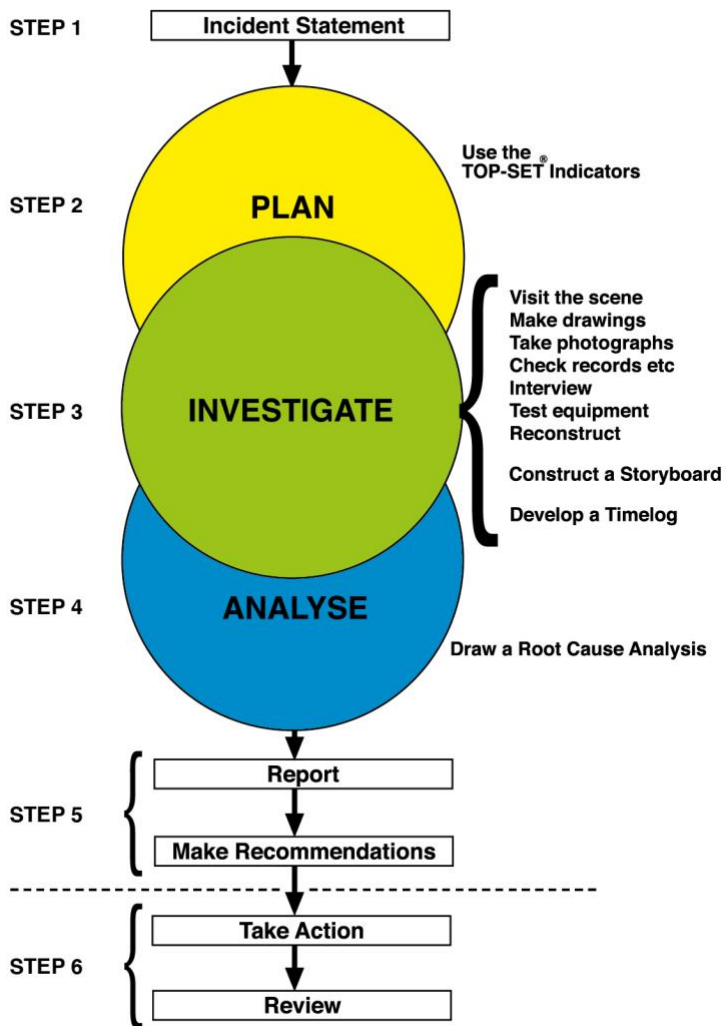 STEP 1
Incident Statement
Use the ®
TOP-SET Indicators
STEP 2
PLAN
Visit the scene
Make drawings
Take photographs
Check records etc
Interview
Test equipment
Reconstruct
Construct a Storyboard
Develop a Timelog
STEP 3
INVESTIGATE
STEP 4
ANALYSE
Draw a Root Cause Analysis
STEP 5
Report
Make Recommendations
STEP 6
Take Action
Review